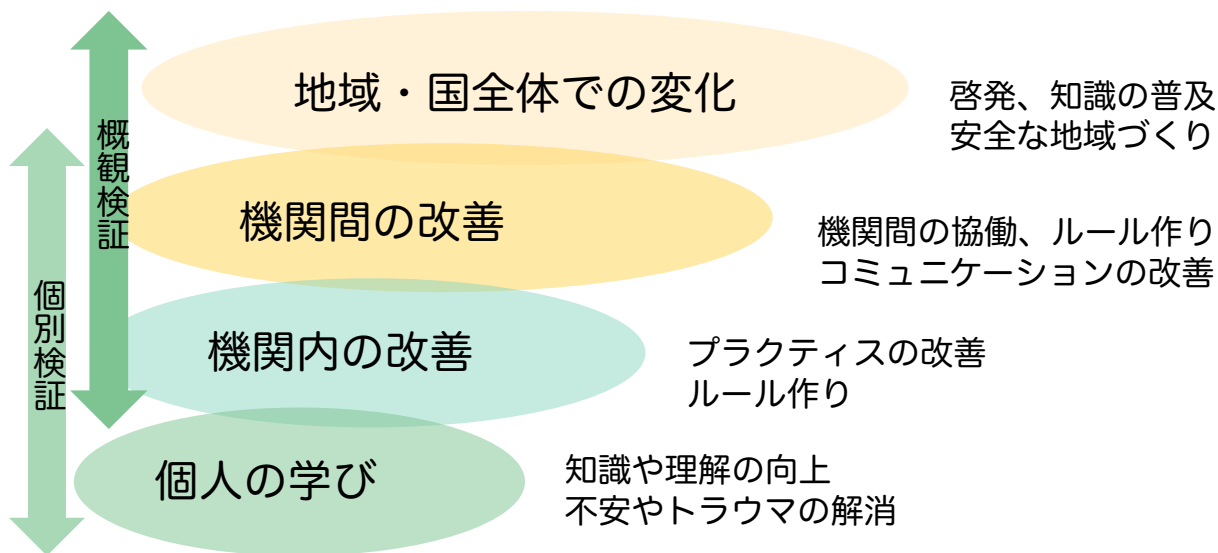 地域・国全体での変化
啓発、知識の普及
安全な地域づくり
概観検証
機関間の改善
機関間の協働、ルール作り
コミュニケーションの改善
個別検証
機関内の改善
プラクティスの改善
ルール作り
個人の学び
知識や理解の向上
不安やトラウマの解消